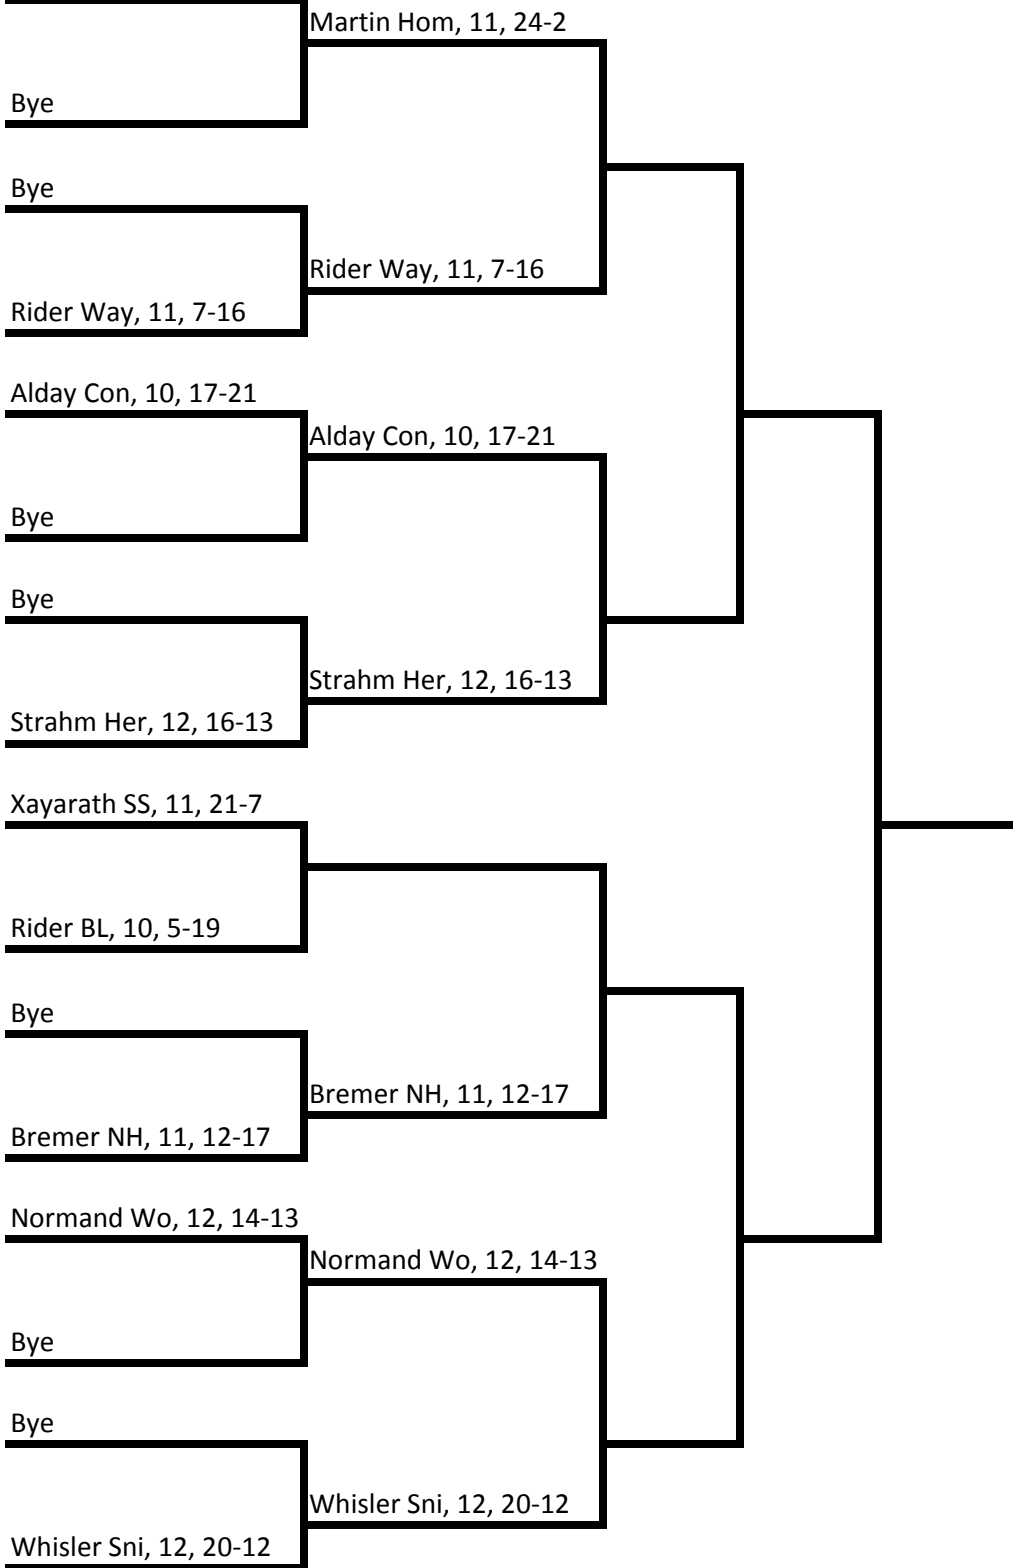 Martin Hom, 11, 24-2
Bye
Bye
Rider Way, 11, 7-16
Rider Way, 11, 7-16
Alday Con, 10, 17-21
Alday Con, 10, 17-21
Bye
Bye
Strahm Her, 12, 16-13
Strahm Her, 12, 16-13
Xayarath SS, 11, 21-7
Rider BL, 10, 5-19
Bye
Bremer NH, 11, 12-17
Bremer NH, 11, 12-17
Normand Wo, 12, 14-13
Normand Wo, 12, 14-13
Bye
Bye
Whisler Sni, 12, 20-12
Whisler Sni, 12, 20-12